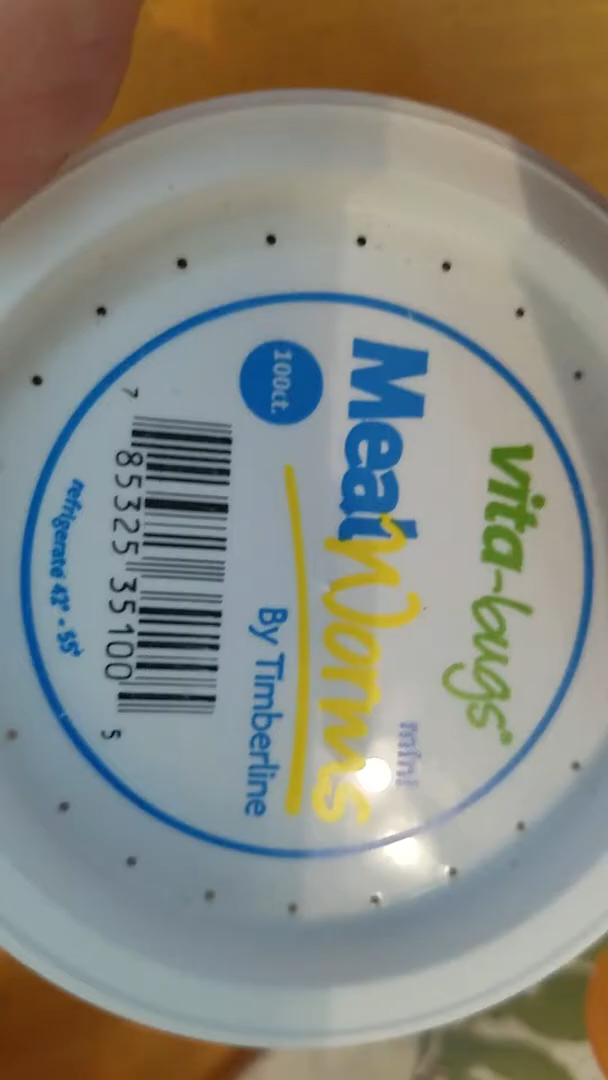 vita-bugs®
mini
MealWorms
100ct. By Timberline
7 85325 35100 5
refrigerate 42° - 55°